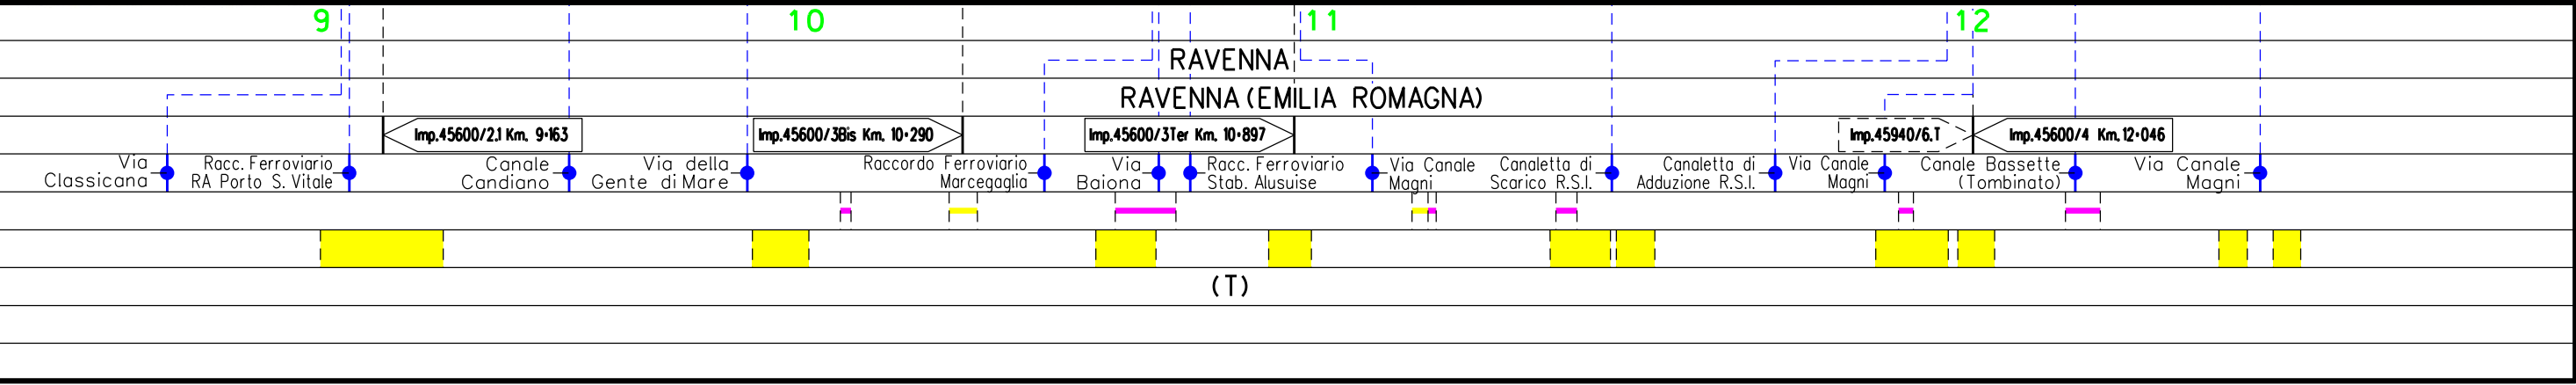 9 10 11 12
RAVENNA
RAVENNA (EMILIA ROMAGNA)
Imp.45600/2.1 Km. 9+163
Imp.45600/3Bis Km. 10+290
Imp.45600/3Ter Km. 10+897
Imp.45940/6.T
Imp.45600/4 Km.12+046
Via
Classicana
Racc. Ferroviario
RA Porto S. Vitale
Canale
Candiano
Via della
Gente di Mare
Raccordo Ferroviario
Marcegaglia
Via
Baiona
Racc. Ferroviario
Stab. Alusuise
Via Canale
Magni
Canaletta di
Scarico R.S.I.
Canaletta di
Adduzione R.S.I.
Via Canale
Magni
Canale Bassette
(Tombinato)
Via Canale
Magni
(T)